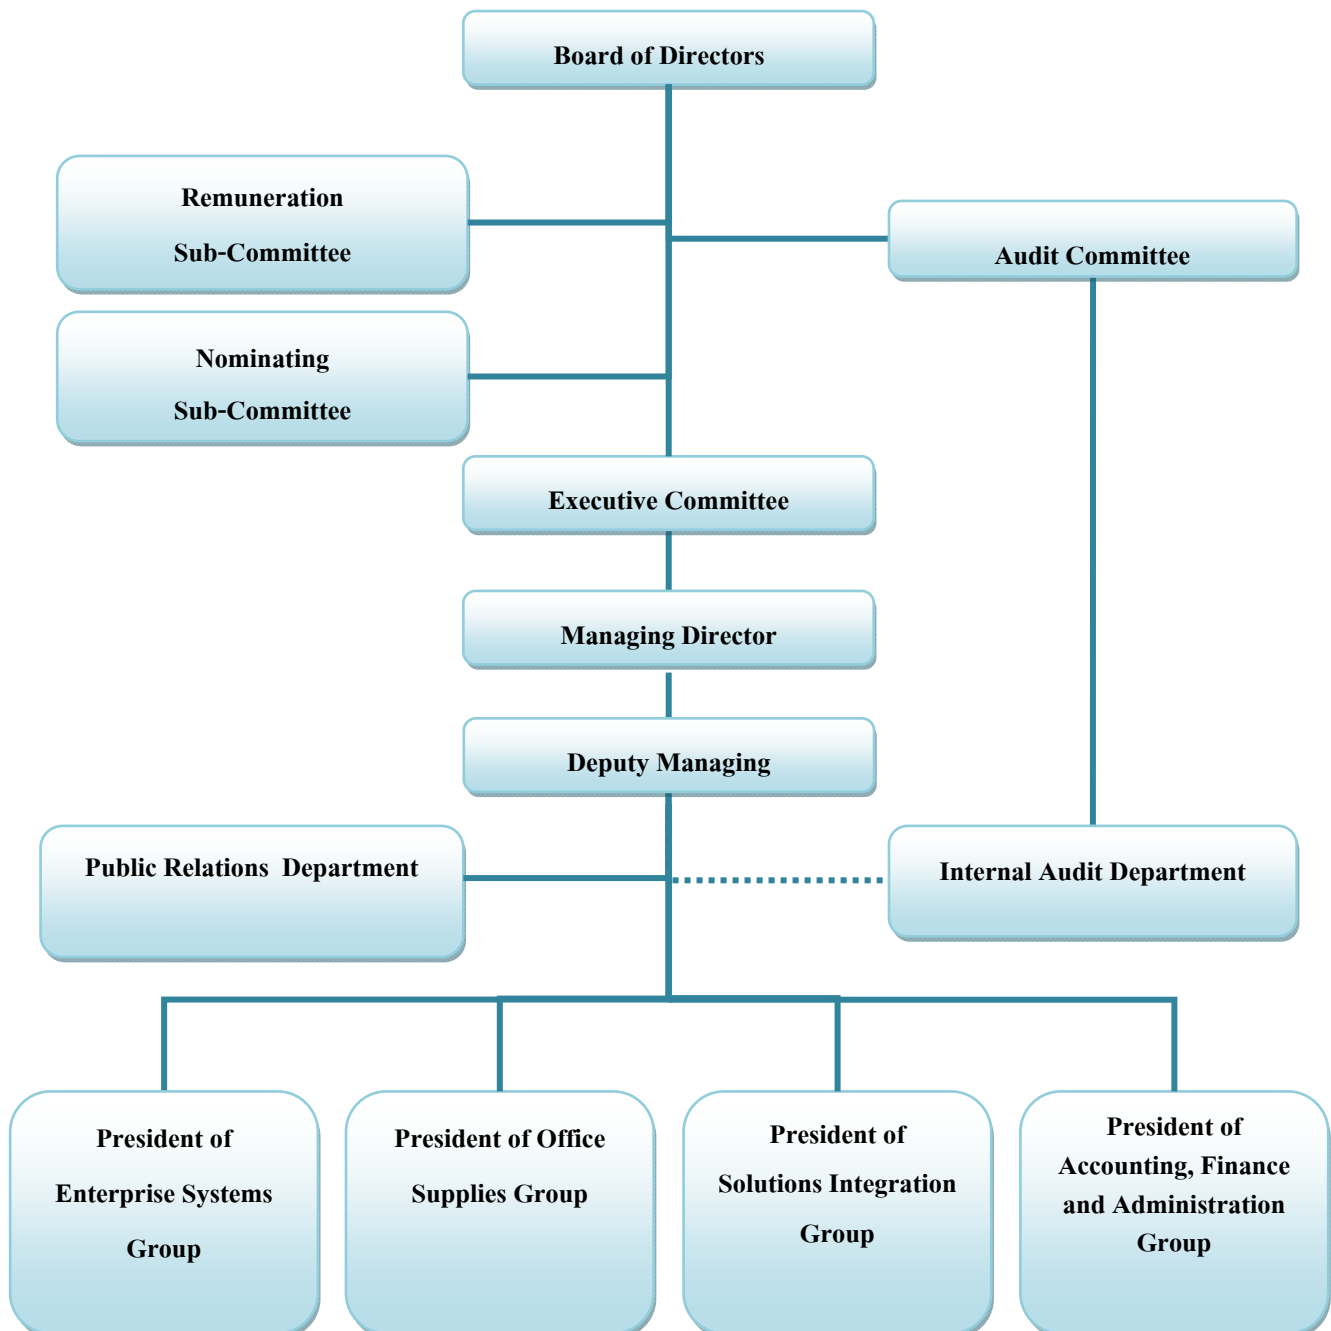 Board of Directors
Remuneration
Sub-Committee
Audit Committee
Nominating
Sub-Committee
Executive Committee
Managing Director
Deputy Managing
Public Relations  Department
Internal Audit Department
President of
Enterprise Systems
Group
President of Office
Supplies Group
President of
Solutions Integration
Group
President of
Accounting, Finance
and Administration
Group